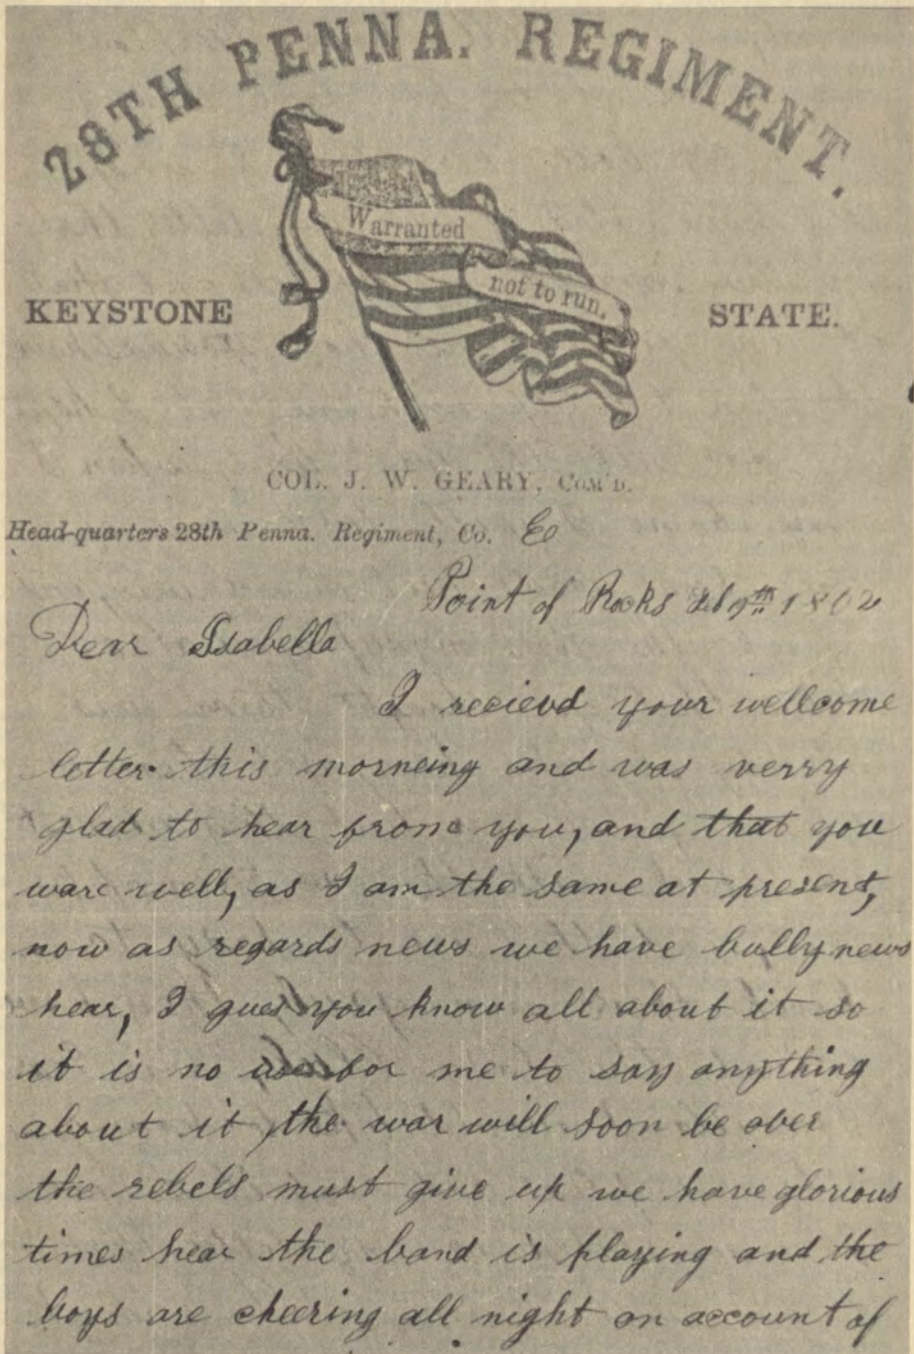 28TH PENNA. REGIMENT.
Warranted
not to run.
KEYSTONE STATE.
COL. J. W. GEARY, COM'D.
Head-quarters 28th Penna. Regiment, Co. E
Point of Rocks Feb 9th 1862
Dear Isabella
I recievd your wellcome
letter this morneing and was verry
glad to hear from you, and that you
ware well, as I am the same at present,
now as regards news we have bully news
hear, I gues you know all about it so
it is no for me to say anything
about it, the war will soon be over
the rebels must give up we have glorious
times hear the band is playing and the
boys are cheering all night on account of